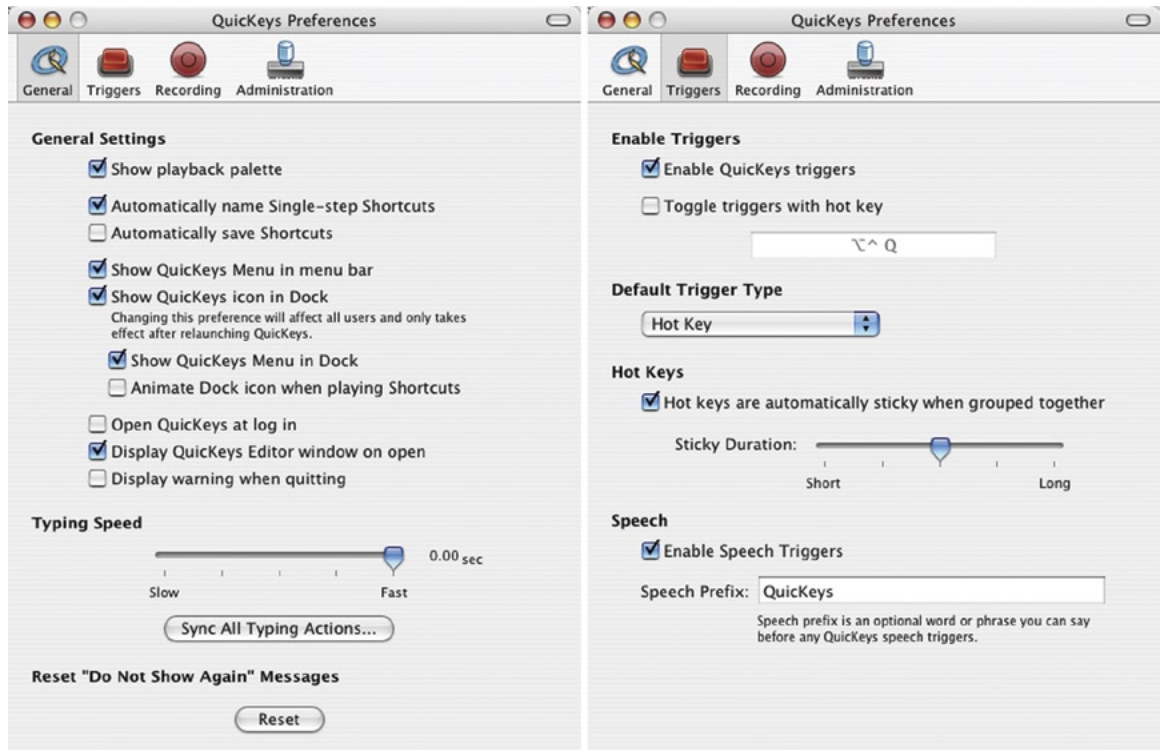 QuicKeys Preferences
General Triggers Recording Administration
General Settings
Show playback palette
Automatically name Single-step Shortcuts
Automatically save Shortcuts
Show QuicKeys Menu in menu bar
Show QuicKeys icon in Dock
Changing this preference will affect all users and only takes
effect after relaunching QuicKeys.
Show QuicKeys Menu in Dock
Animate Dock icon when playing Shortcuts
Open QuicKeys at log in
Display QuicKeys Editor window on open
Display warning when quitting
Typing Speed
0.00 sec
Slow Fast
Sync All Typing Actions...
Reset "Do Not Show Again" Messages
Reset
QuicKeys Preferences
General Triggers Recording Administration
Enable Triggers
Enable QuicKeys triggers
Toggle triggers with hot key
⌥^ Q
Default Trigger Type
Hot Key
Hot Keys
Hot keys are automatically sticky when grouped together
Sticky Duration:
Short Long
Speech
Enable Speech Triggers
Speech Prefix: QuicKeys
Speech prefix is an optional word or phrase you can say
before any QuicKeys speech triggers.